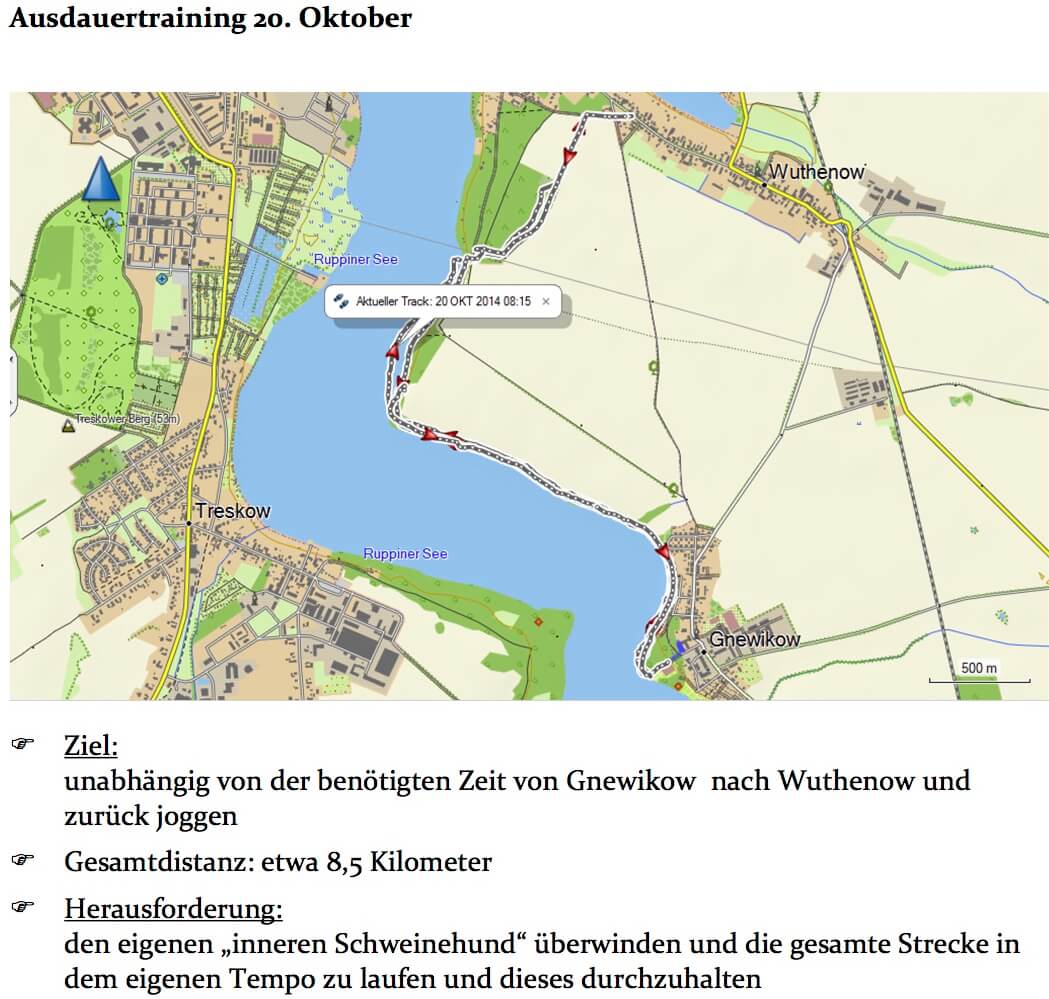 Ausdauertraining 20. Oktober
Wuthenow
Ruppiner See
Aktueller Track: 20 OKT 2014 08:15
Treskower Berg (53m)
Treskow
Ruppiner See
Gnewikow
500 m
Ziel:
unabhängig von der benötigten Zeit von Gnewikow  nach Wuthenow und
zurück joggen
Gesamtdistanz: etwa 8,5 Kilometer
Herausforderung:
den eigenen „inneren Schweinehund“ überwinden und die gesamte Strecke in
dem eigenen Tempo zu laufen und dieses durchzuhalten